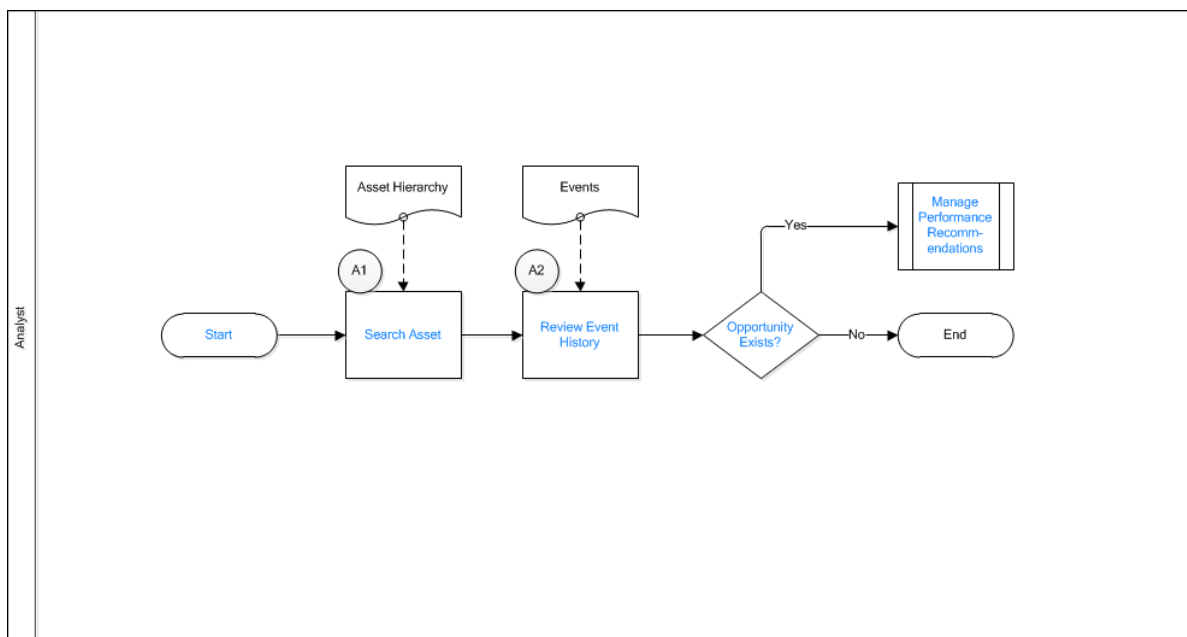 Analyst
Asset Hierarchy
Events
A1
A2
Start
Search Asset
Review Event
History
Opportunity
Exists?
Yes
Manage
Performance
Recomm-
endations
No
End